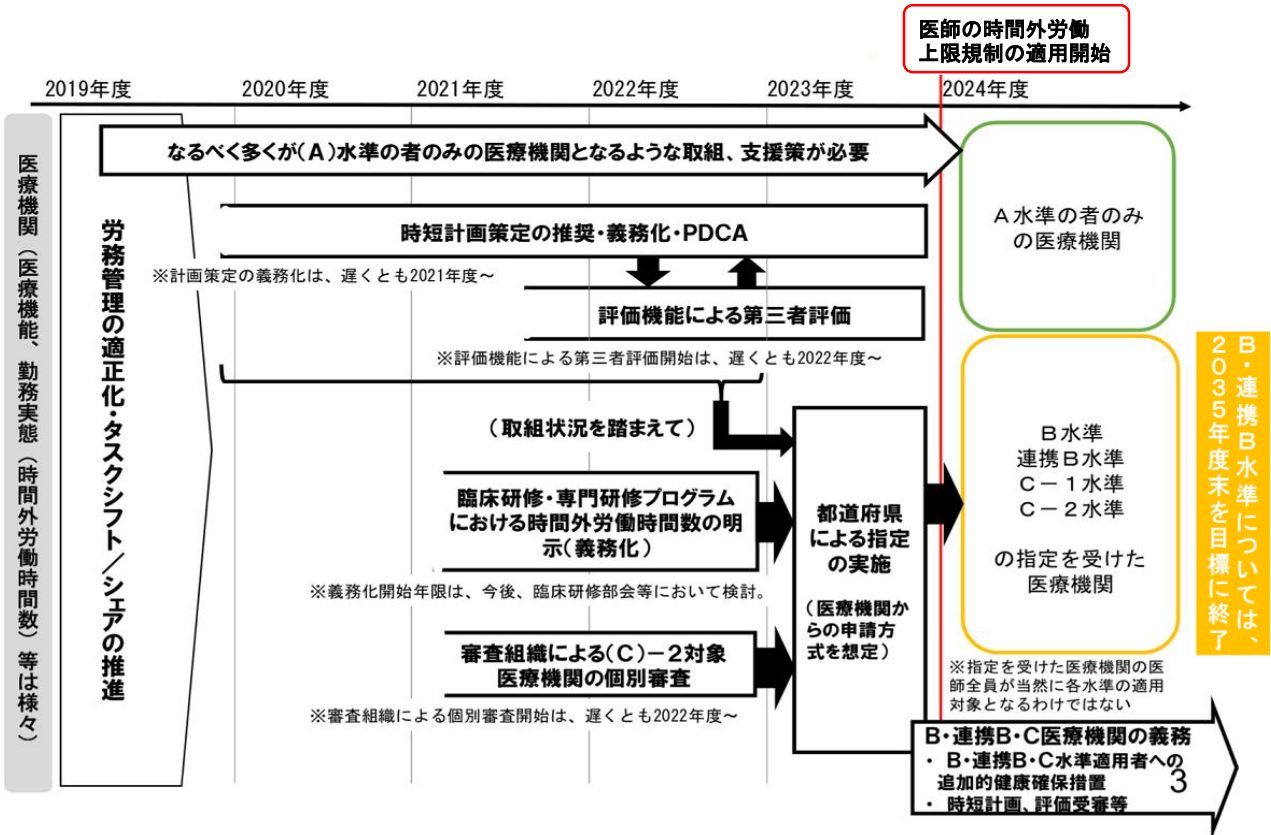 医師の時間外労働
上限規制の適用開始
2019年度
2020年度
2021年度
2022年度
2023年度
2024年度
医療機関（医療機能、勤務実態（時間外労働時間数）等は様々）
労務管理の適正化・タスクシフト／シェアの推進
なるべく多くが（A）水準の者のみの医療機関となるような取組、支援策が必要
時短計画策定の推奨・義務化・PDCA
※計画策定の義務化は、遅くとも2021年度～
評価機能による第三者評価
※評価機能による第三者評価開始は、遅くとも2022年度～
（取組状況を踏まえて）
臨床研修・専門研修プログラム
における時間外労働時間数の明
示（義務化）
※義務化開始年限は、今後、臨床研修部会等において検討。
審査組織による（C）－2対象
医療機関の個別審査
※審査組織による個別審査開始は、遅くとも2022年度～
都道府県
による指定
の実施
（医療機関か
らの申請方
式を想定）
A水準の者のみ
の医療機関
B水準
連携B水準
C－1水準
C－2水準
の指定を受けた
医療機関
※指定を受けた医療機関の医
師全員が当然に各水準の適用
対象となるわけではない
B・連携B水準については、
2035年度末を目標に終了
B・連携B・C医療機関の義務
・ B・連携B・C水準適用者への
追加的健康確保措置
・ 時短計画、評価受審等
3